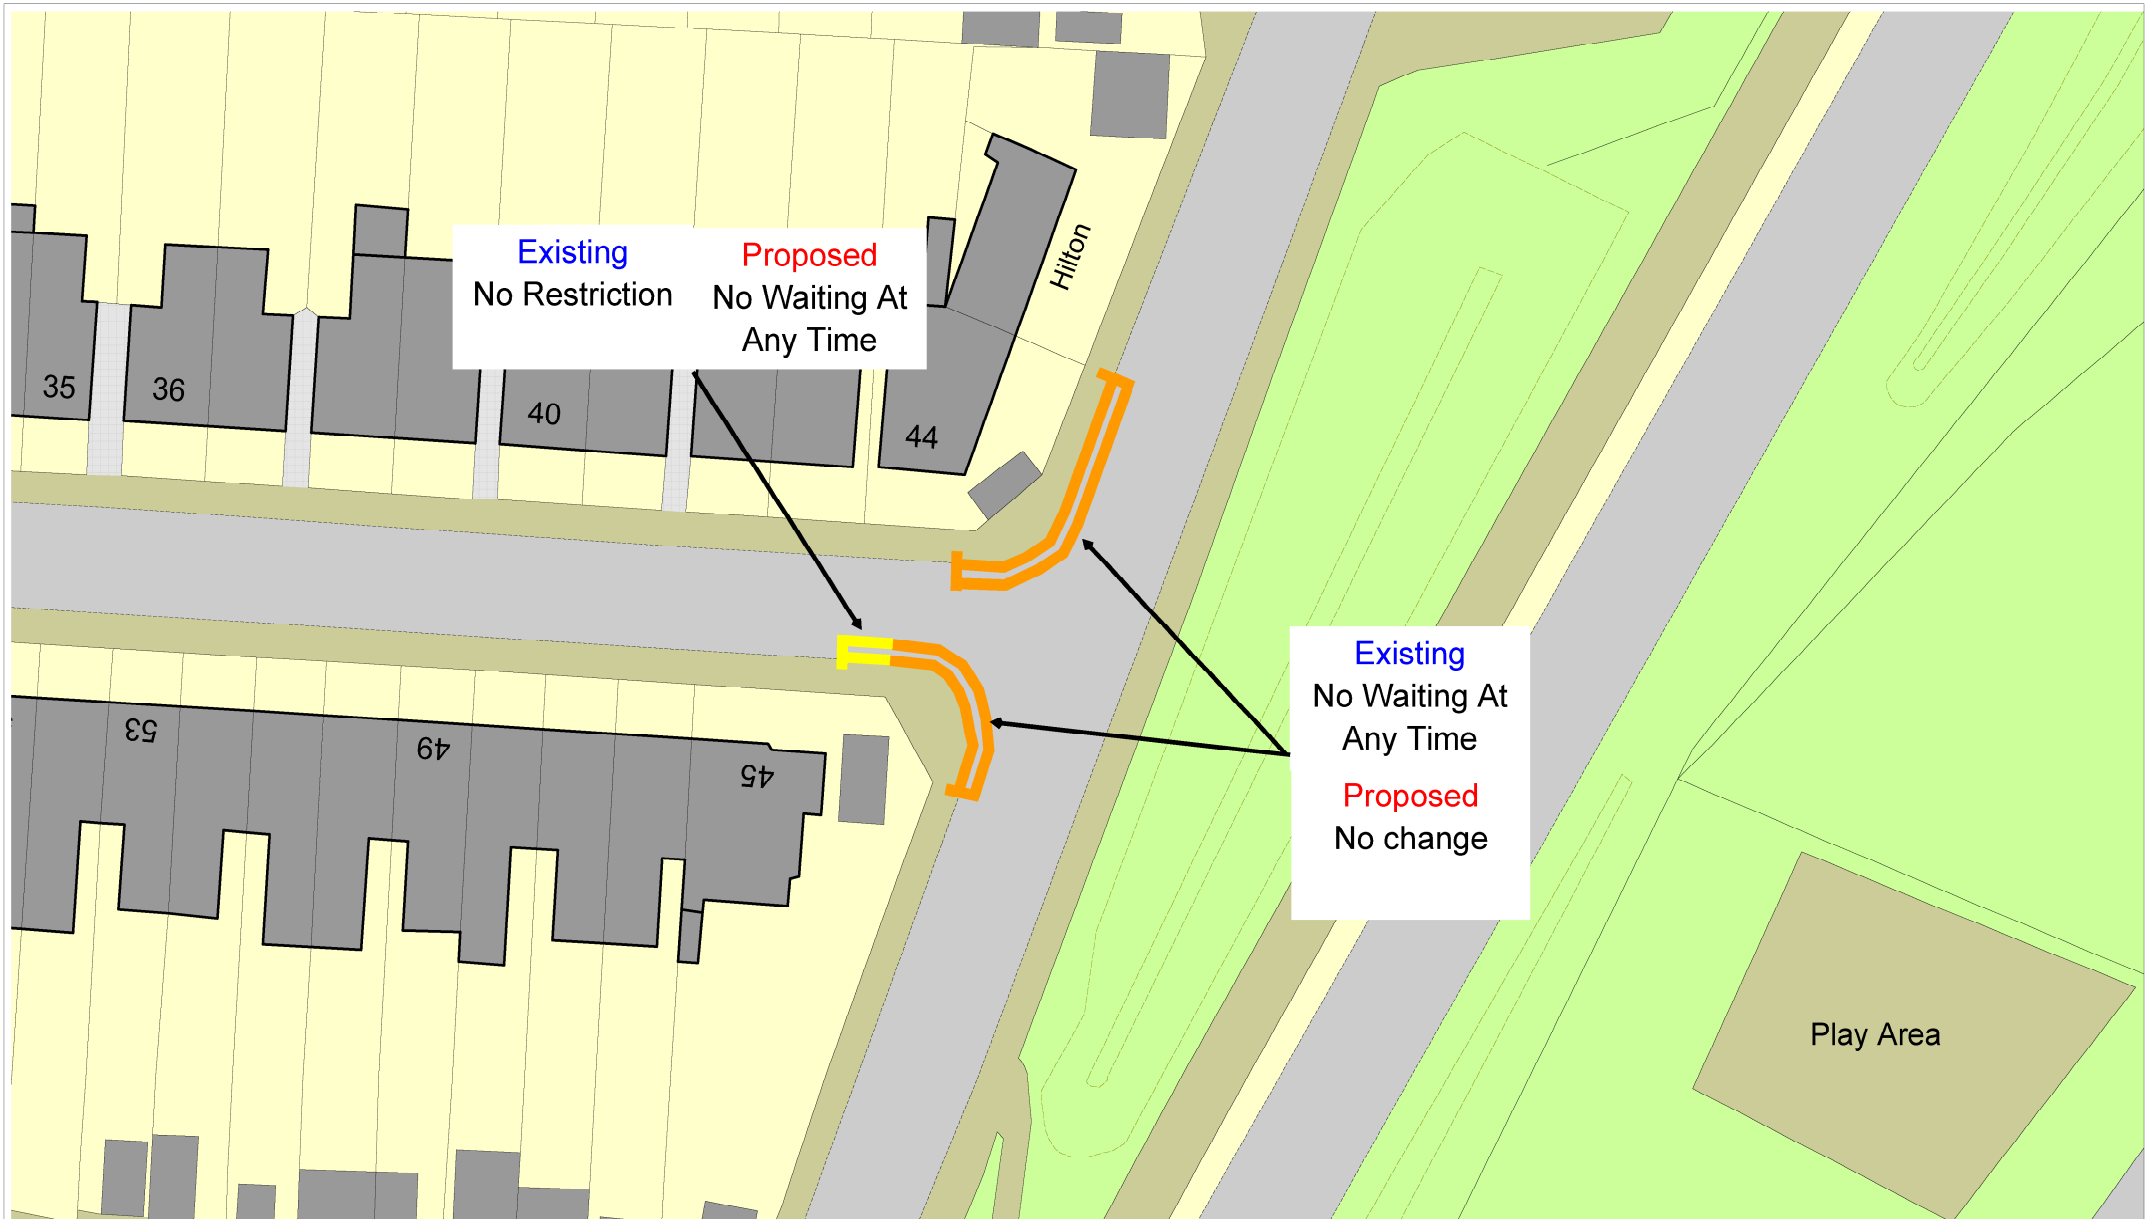 Existing
No Restriction
Proposed
No Waiting At
Any Time
Hilton
35
36
40
44
Existing
No Waiting At
Any Time
Proposed
No change
53
49
45
Play Area